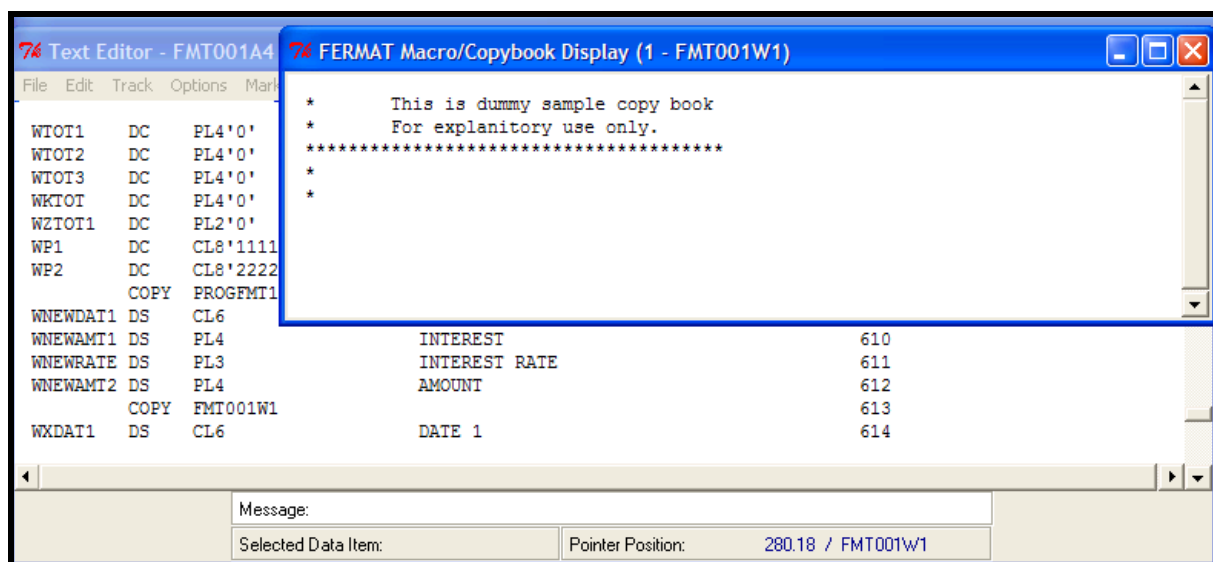 Text Editor - FMT001A4
FERMAT Macro/Copybook Display (1 - FMT001W1)
File Edit Track Options Mark
* This is dummy sample copy book
* For explanitory use only.
***************************************
*
*
WTOT1 DC PL4'0'
WTOT2 DC PL4'0'
WTOT3 DC PL4'0'
WKTOT DC PL4'0'
WZTOT1 DC PL2'0'
WP1 DC CL8'1111
WP2 DC CL8'2222
COPY PROGFMT1
WNEWDAT1 DS CL6
WNEWAMT1 DS PL4 INTEREST 610
WNEWRATE DS PL3 INTEREST RATE 611
WNEWAMT2 DS PL4 AMOUNT 612
COPY FMT001W1 613
WXDAT1 DS CL6 DATE 1 614
Message:
Selected Data Item: Pointer Position: 280.18 / FMT001W1